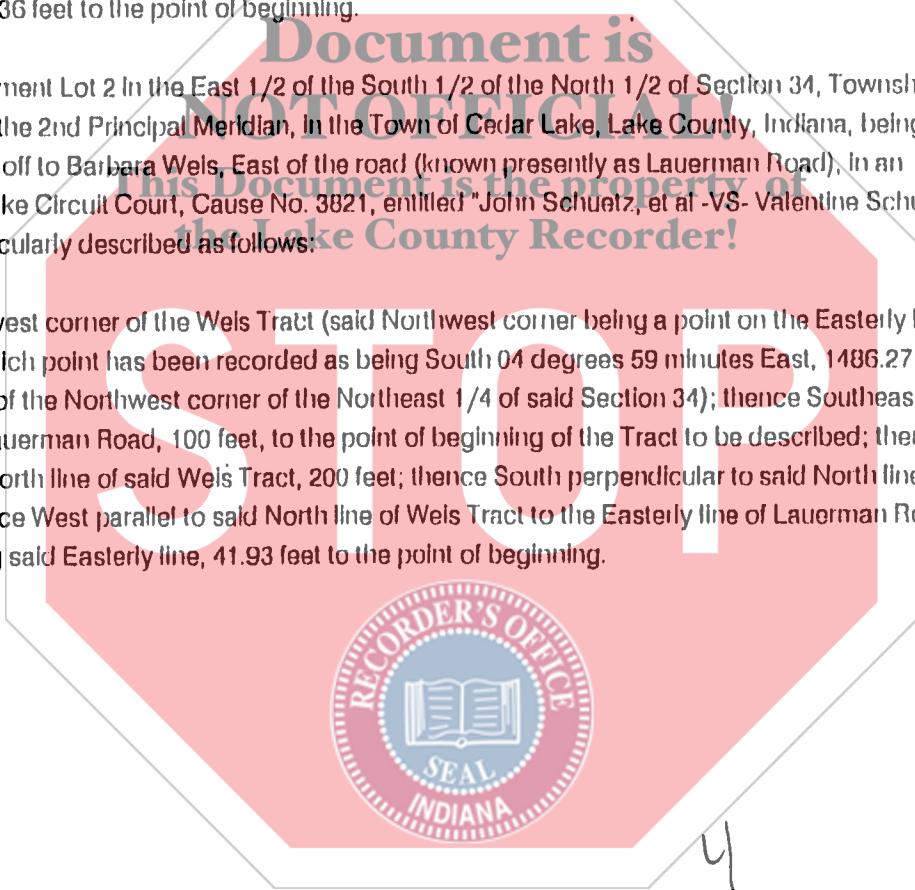 36 feet to the point of beginning.
Document is
ment Lot 2 in the East 1/2 of the South 1/2 of the North 1/2 of Section 34, Townsh
NOT OFFICIAL!
the 2nd Principal Meridian, in the Town of Cedar Lake, Lake County, Indiana, being
off to Barbara Weis, East of the road (known presently as Lauerman Road), in an
This Document is the property of
ke Circuit Court, Cause No. 3821, entitled "John Schuetz, et al -VS- Valentine Schu
the Lake County Recorder!
cularly described as follows:
vest corner of the Weis Tract (said Northwest corner being a point on the Easterly
ich point has been recorded as being South 04 degrees 59 minutes East, 1486.27
of the Northwest corner of the Northeast 1/4 of said Section 34); thence Southeas
uerman Road, 100 feet, to the point of beginning of the Tract to be described; the
orth line of said Weis Tract, 200 feet; thence South perpendicular to said North line
ce West parallel to said North line of Weis Tract to the Easterly line of Lauerman Ro
said Easterly line, 41.93 feet to the point of beginning.
STOP
RECORDER'S OFFICE
SEAL
INDIANA
4